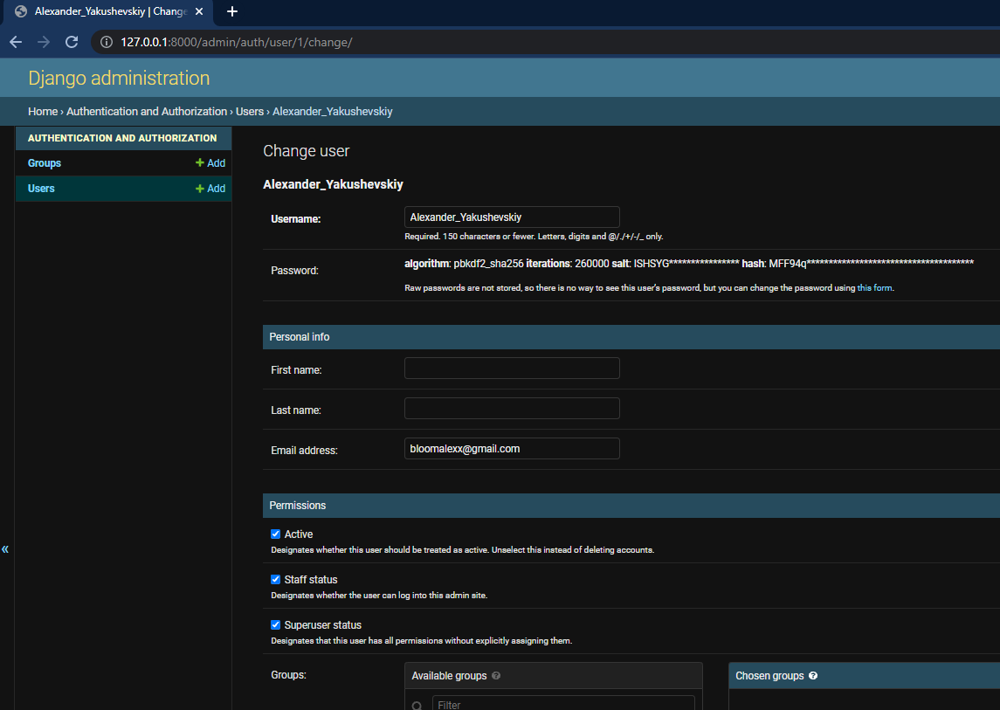 Alexander_Yakushevskiy | Change
127.0.0.1:8000/admin/auth/user/1/change/
Django administration
Home › Authentication and Authorization › Users › Alexander_Yakushevskiy
AUTHENTICATION AND AUTHORIZATION
Groups + Add
Users + Add
«
Change user
Alexander_Yakushevskiy
Username: Alexander_Yakushevskiy
Required. 150 characters or fewer. Letters, digits and @/./+/-/_ only.
Password: algorithm: pbkdf2_sha256 iterations: 260000 salt: ISHSYG**************** hash: MFF94q**************************************
Raw passwords are not stored, so there is no way to see this user's password, but you can change the password using this form.
Personal info
First name:
Last name:
Email address: bloomalexx@gmail.com
Permissions
Active
Designates whether this user should be treated as active. Unselect this instead of deleting accounts.
Staff status
Designates whether the user can log into this admin site.
Superuser status
Designates that this user has all permissions without explicitly assigning them.
Groups: Available groups ? Chosen groups ?
Filter